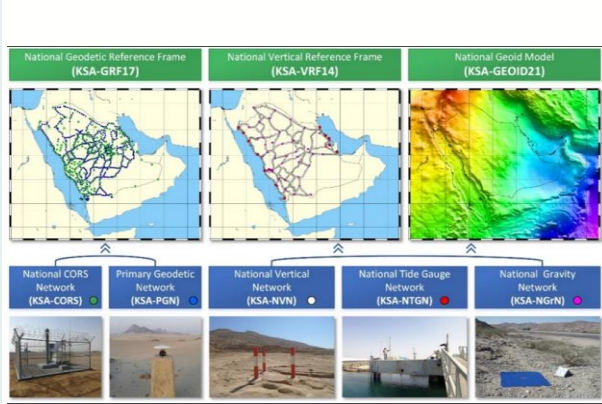 National Geodetic Reference Frame
(KSA-GRF17)
National Vertical Reference Frame
(KSA-VRF14)
National Geoid Model
(KSA-GEOID21)
National CORS
Network
(KSA-CORS)
Primary Geodetic
Network
(KSA-PGN)
National Vertical
Network
(KSA-NVN)
National Tide Gauge
Network
(KSA-NTGN)
National Gravity
Network
(KSA-NGrN)